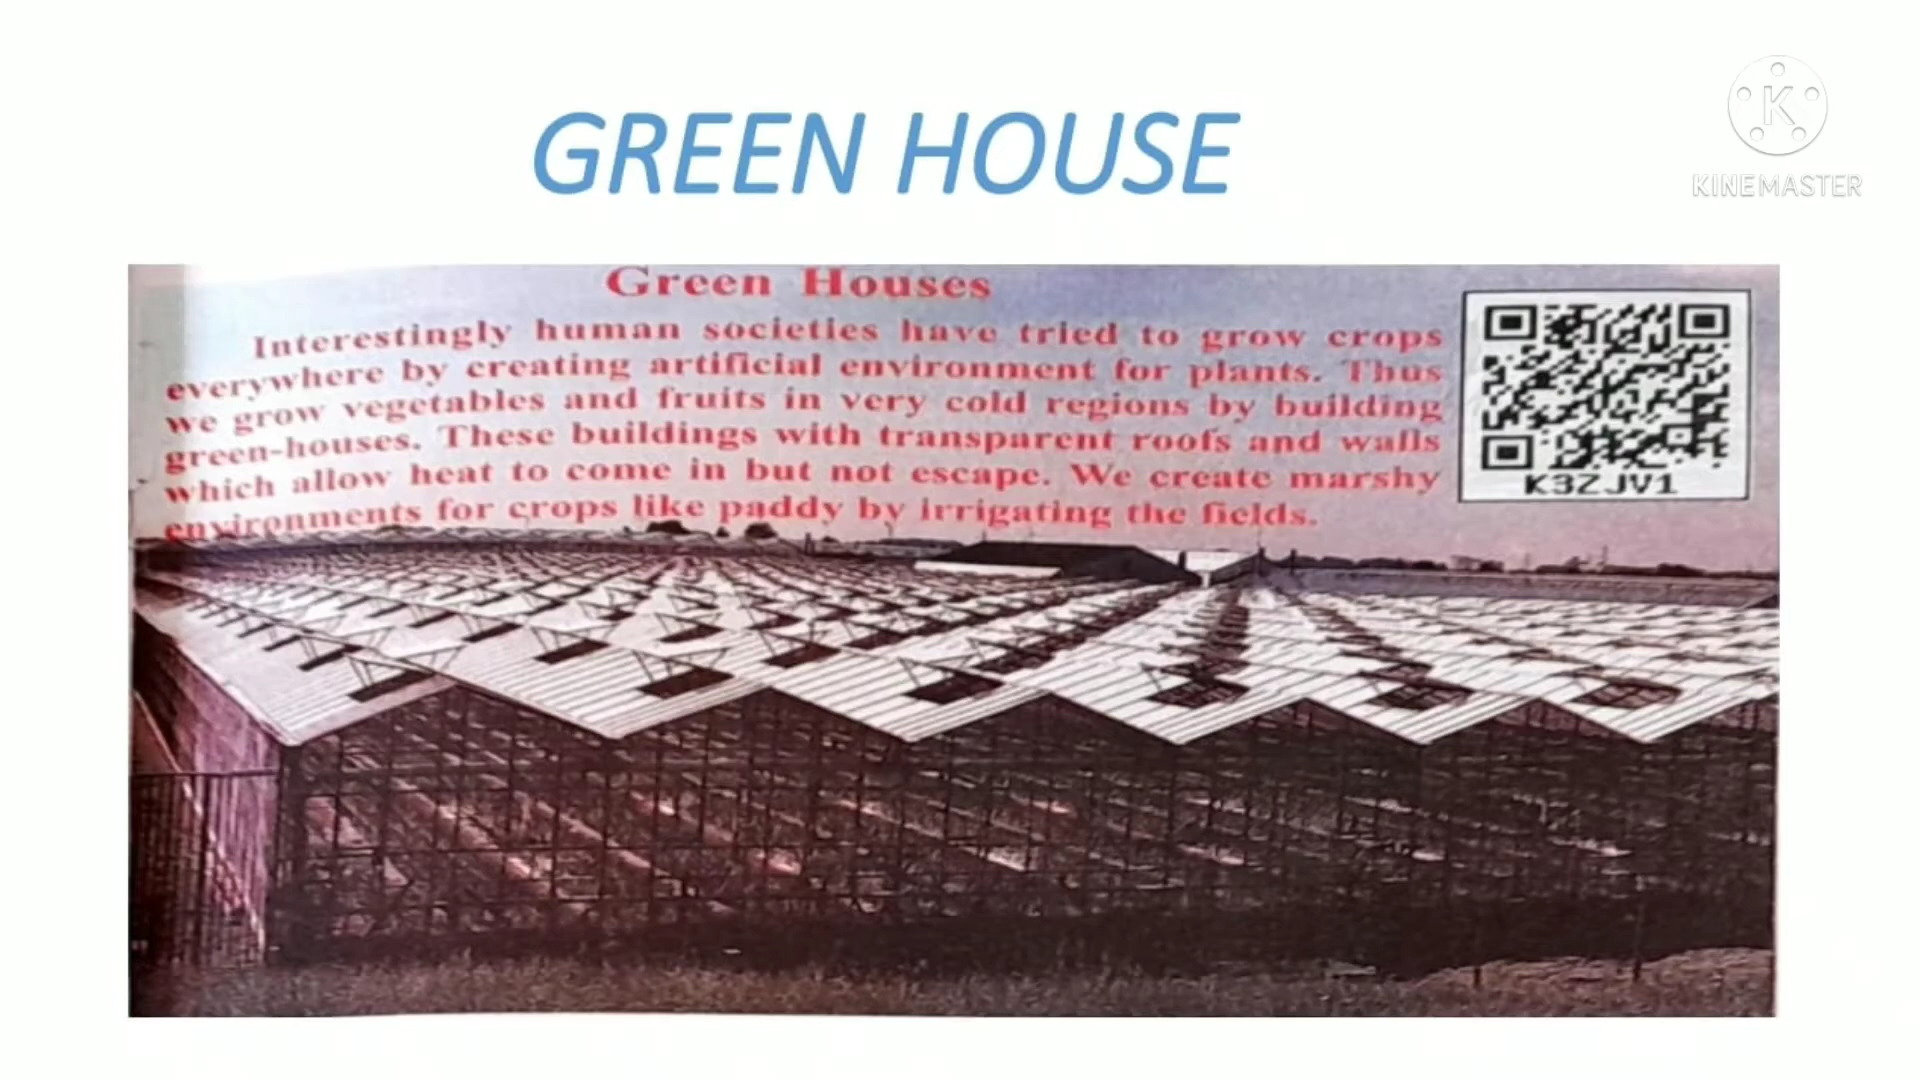 GREEN HOUSE
KINEMASTER
Green Houses
Interestingly human societies have tried to grow crops
everywhere by creating artificial environment for plants. Thus
we grow vegetables and fruits in very cold regions by building
green-houses. These buildings with transparent roofs and walls
which allow heat to come in but not escape. We create marshy
environments for crops like paddy by irrigating the fields.
K3ZJV1